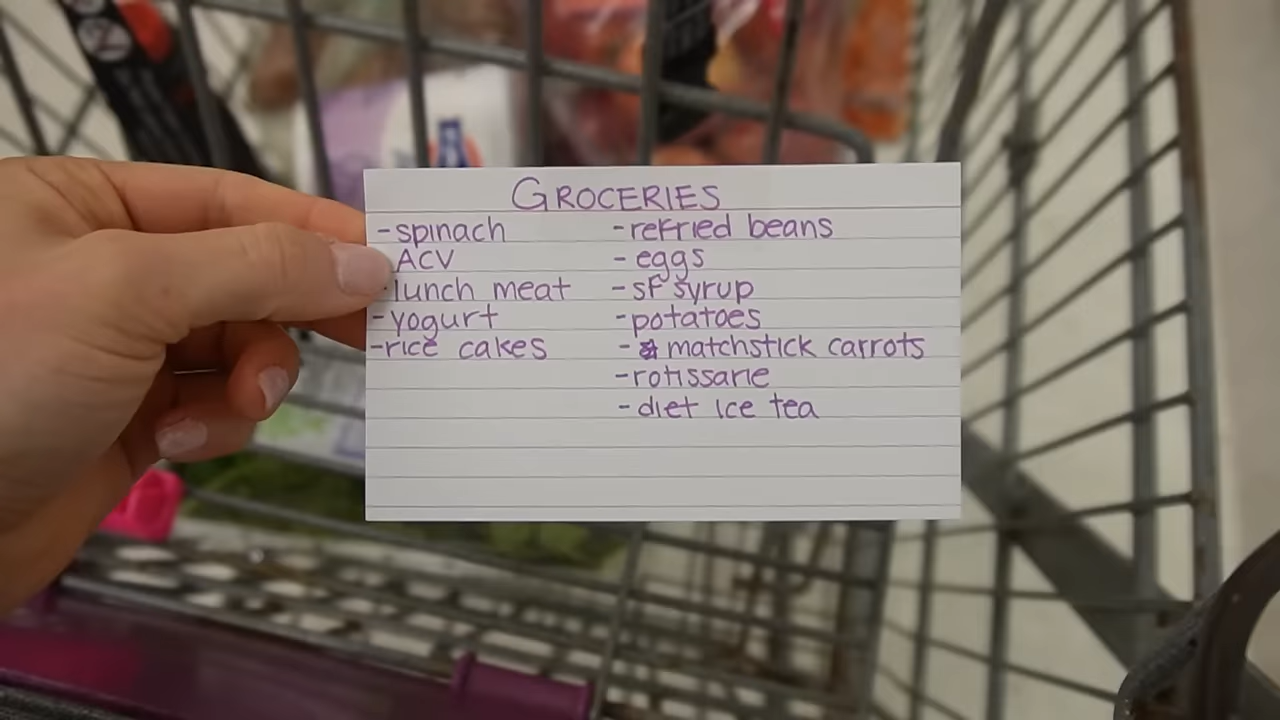 GROCERIES
- spinach
ACV
- lunch meat
- yogurt
- rice cakes
- refried beans
- eggs
- sf syrup
- potatoes
- matchstick carrots
- rotissarie
- diet ice tea